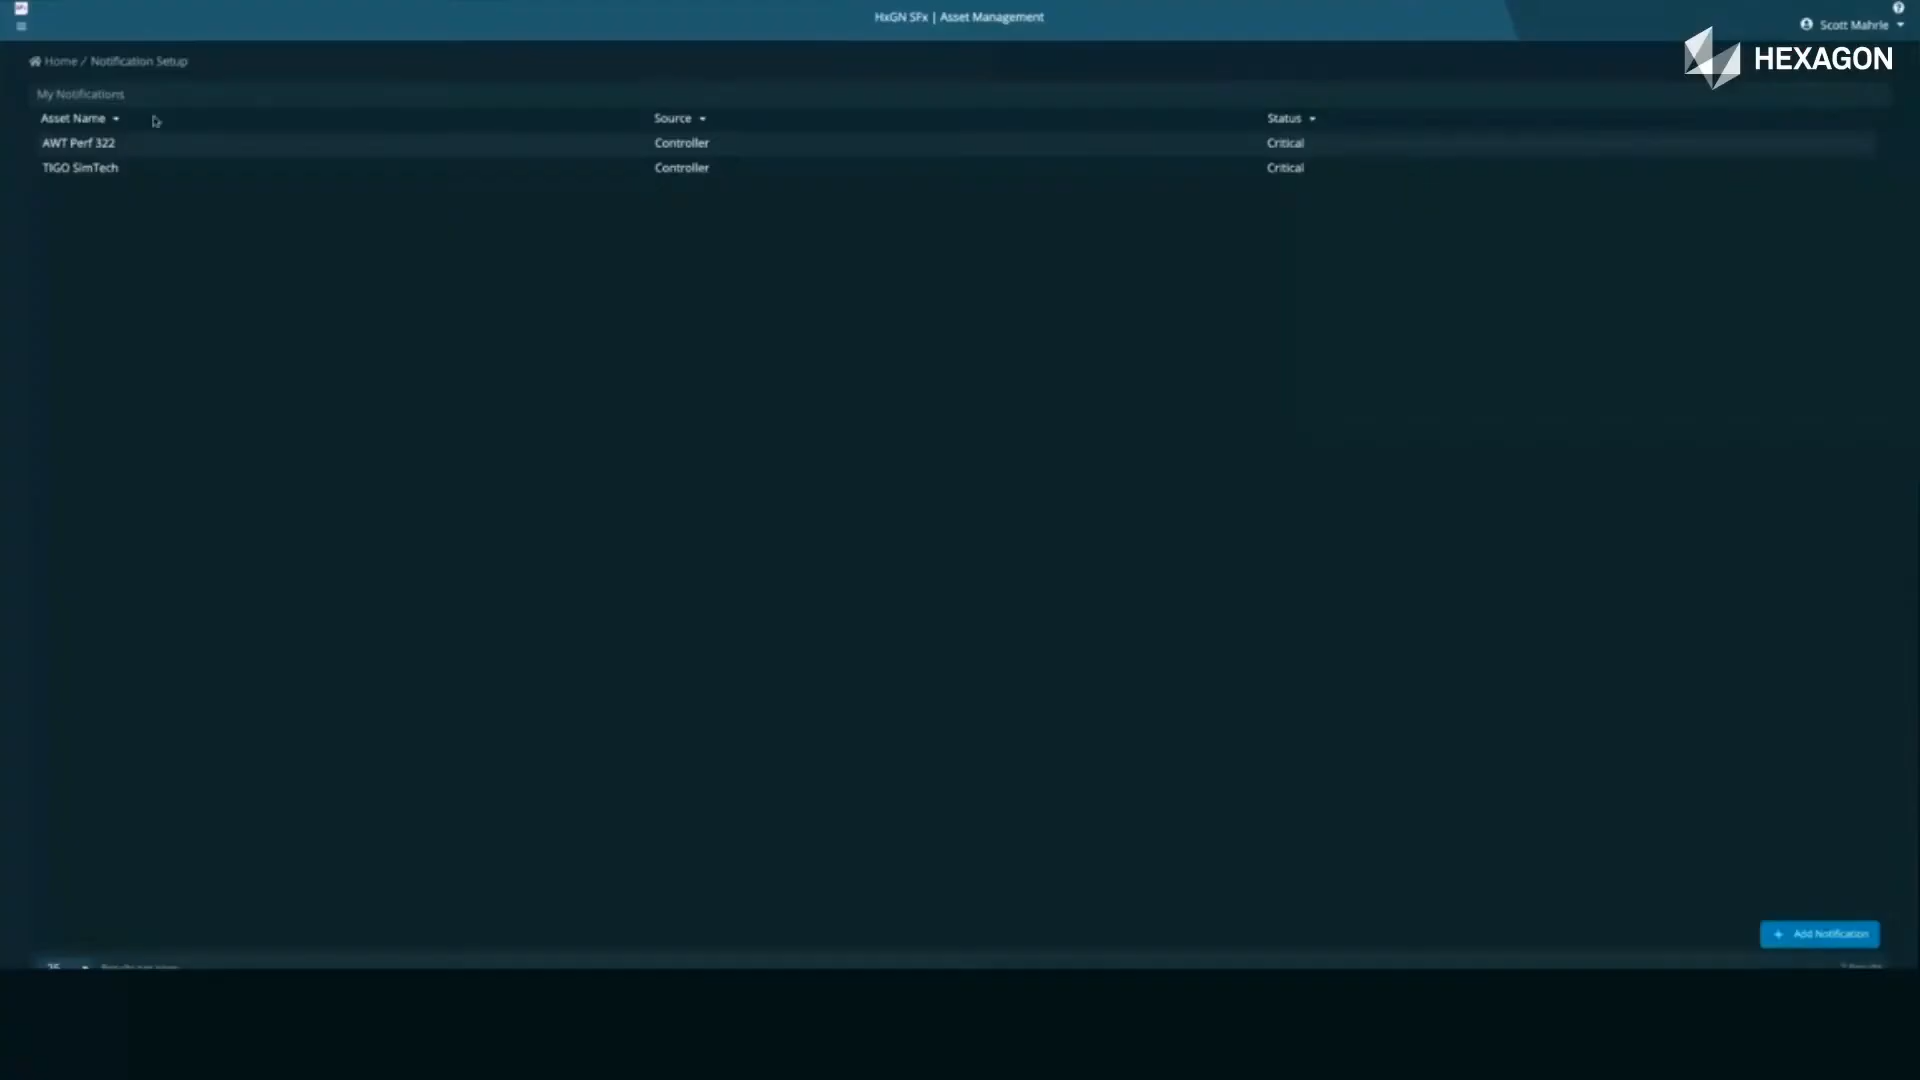 HxGN SFx | Asset Management
Scott Mahrle
HEXAGON
Home / Notification Setup
My Notifications
Asset Name Source Status
AWT Perf 322 Controller Critical
TIGO SimTech Controller Critical
+ Add Notification